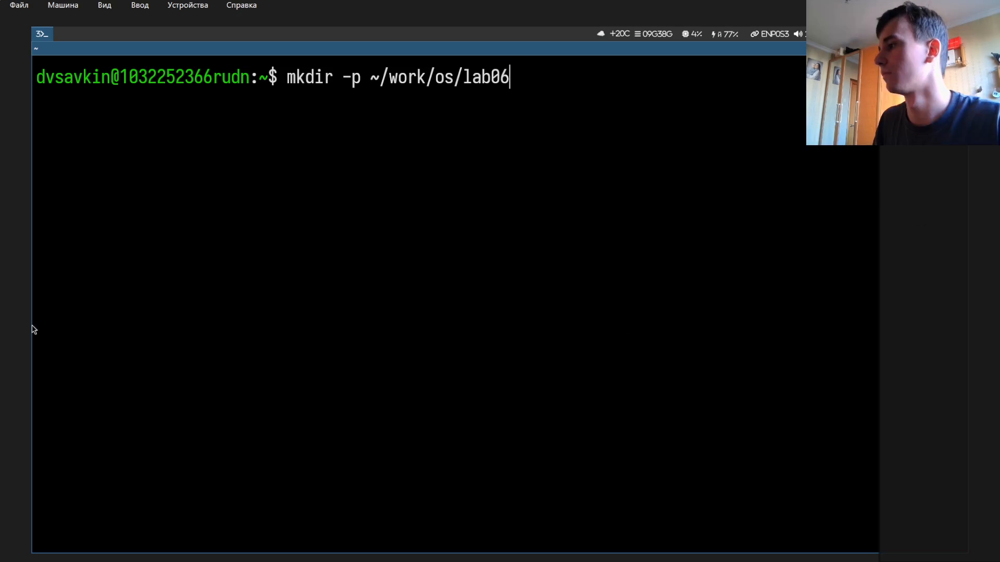 Файл Машина Вид Ввод Устройства Справка
3>_ +20C 09G38G 4% й 77% ENP0S3
~
dvsavkin@1032252366rudn:~$ mkdir -p ~/work/os/lab06